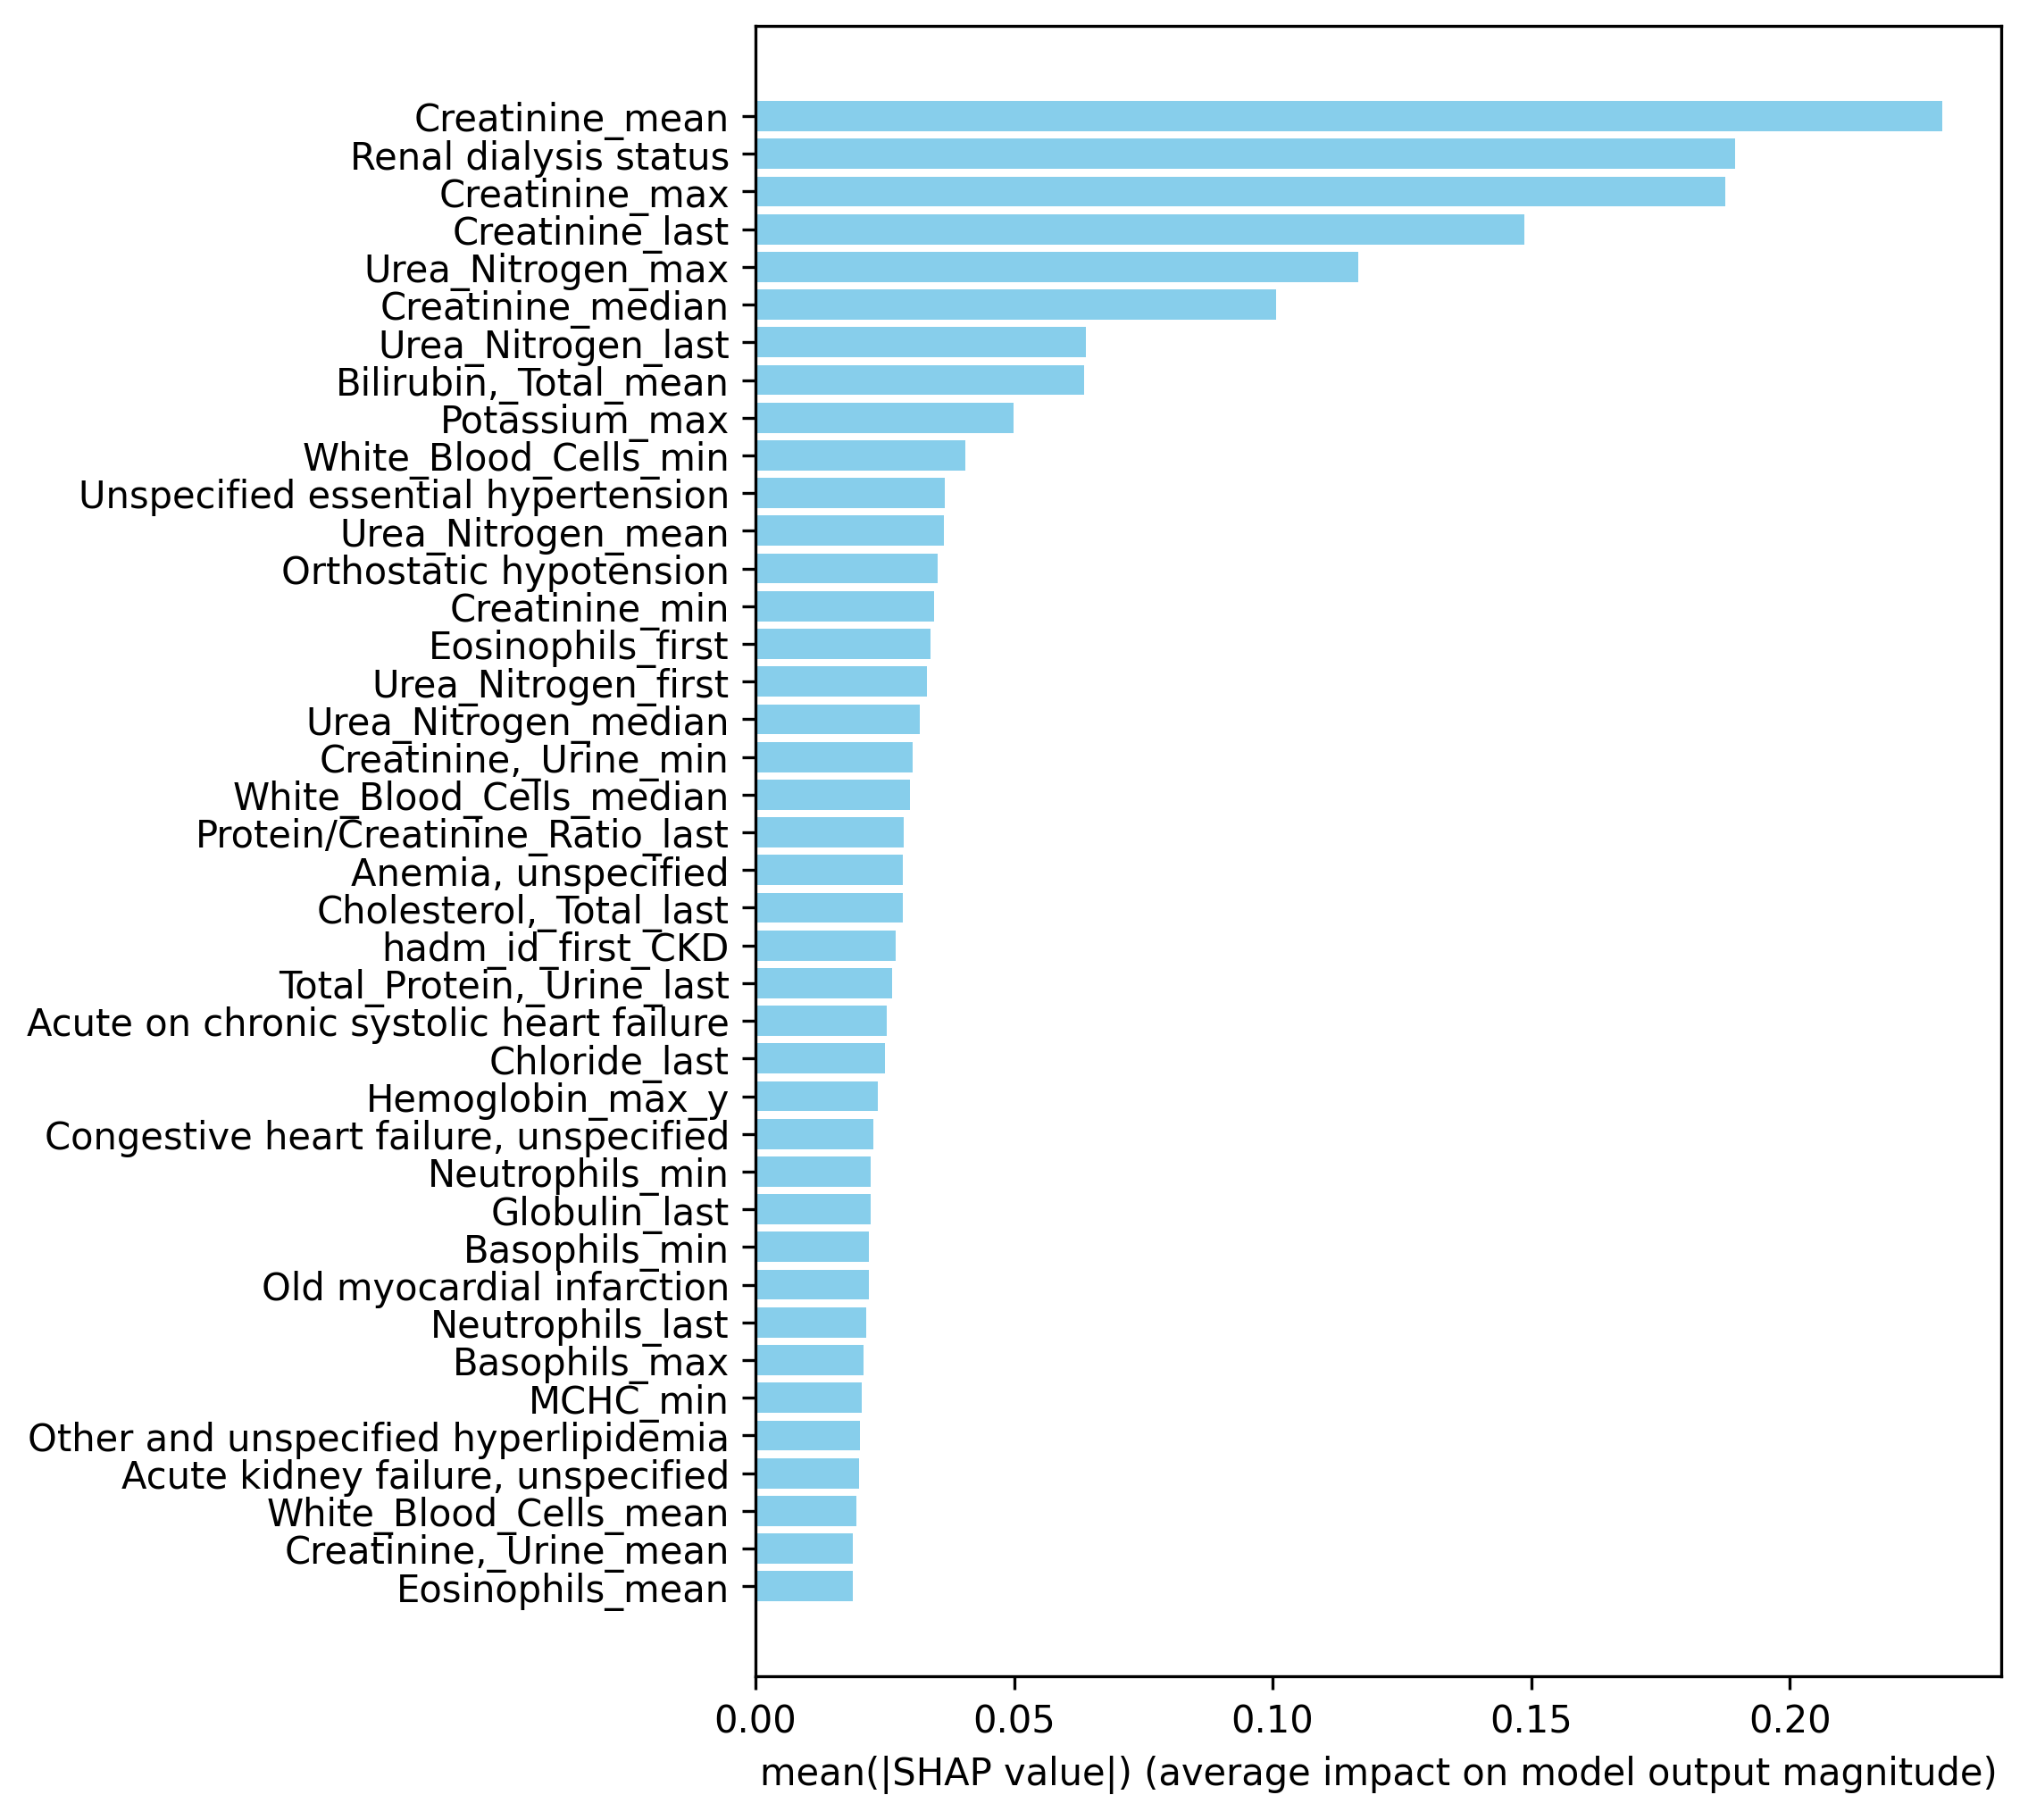 Creatinine_mean
Renal dialysis status
Creatinine_max
Creatinine_last
Urea_Nitrogen_max
Creatinine_median
Urea_Nitrogen_last
Bilirubin,_Total_mean
Potassium_max
White_Blood_Cells_min
Unspecified essential hypertension
Urea_Nitrogen_mean
Orthostatic hypotension
Creatinine_min
Eosinophils_first
Urea_Nitrogen_first
Urea_Nitrogen_median
Creatinine,_Urine_min
White_Blood_Cells_median
Protein/Creatinine_Ratio_last
Anemia, unspecified
Cholesterol,_Total_last
hadm_id_first_CKD
Total_Protein,_Urine_last
Acute on chronic systolic heart failure
Chloride_last
Hemoglobin_max_y
Congestive heart failure, unspecified
Neutrophils_min
Globulin_last
Basophils_min
Old myocardial infarction
Neutrophils_last
Basophils_max
MCHC_min
Other and unspecified hyperlipidemia
Acute kidney failure, unspecified
White_Blood_Cells_mean
Creatinine,_Urine_mean
Eosinophils_mean
0.00 0.05 0.10 0.15 0.20
mean(|SHAP value|) (average impact on model output magnitude)